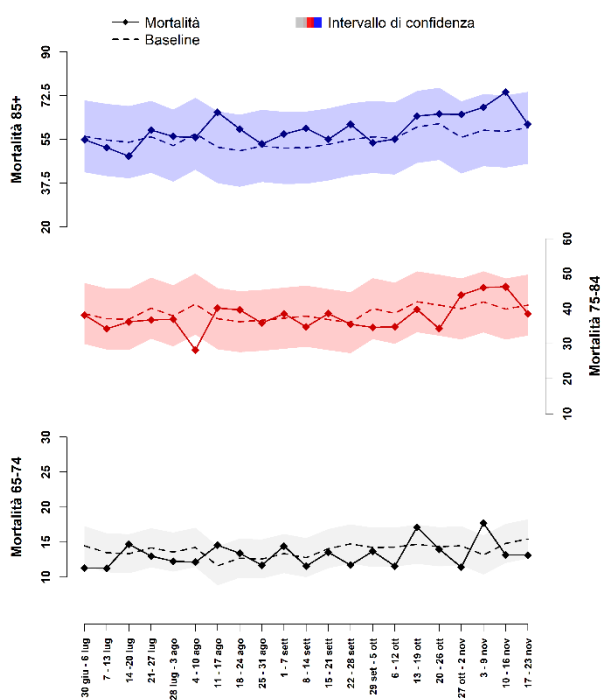 Mortalità
Baseline
Intervallo di confidenza
Mortalità 85+
90
72.5
55
37.5
20
Mortalità 75-84
60
50
40
30
20
10
Mortalità 65-74
30
25
20
15
10
30 giu - 6 lug
7 - 13 lug
14 -20 lug
21- 27 lug
28 lug - 3 ago
4 - 10 ago
11 - 17 ago
18 - 24 ago
25 - 31 ago
1 - 7 sett
8 - 14 sett
15 - 21 sett
22 - 28 sett
29 set - 5 ott
6 - 12 ott
13 - 19 ott
20 - 26 ott
27 ott - 2 nov
3 - 9 nov
10 - 16 nov
17 - 23 nov